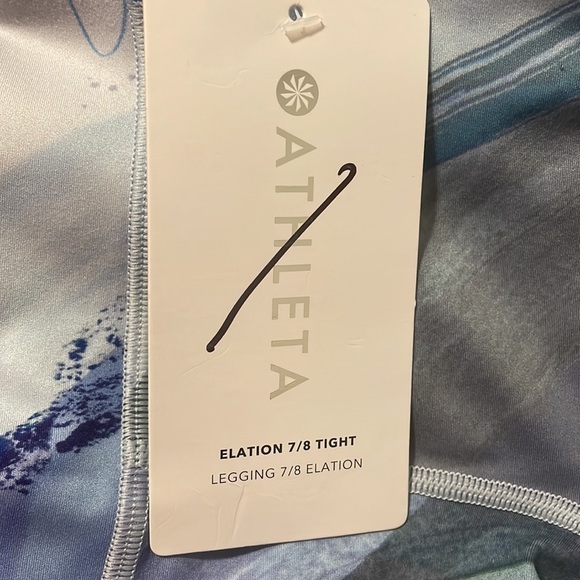 ATHLETA
ELATION 7/8 TIGHT
LEGGING 7/8 ELATION